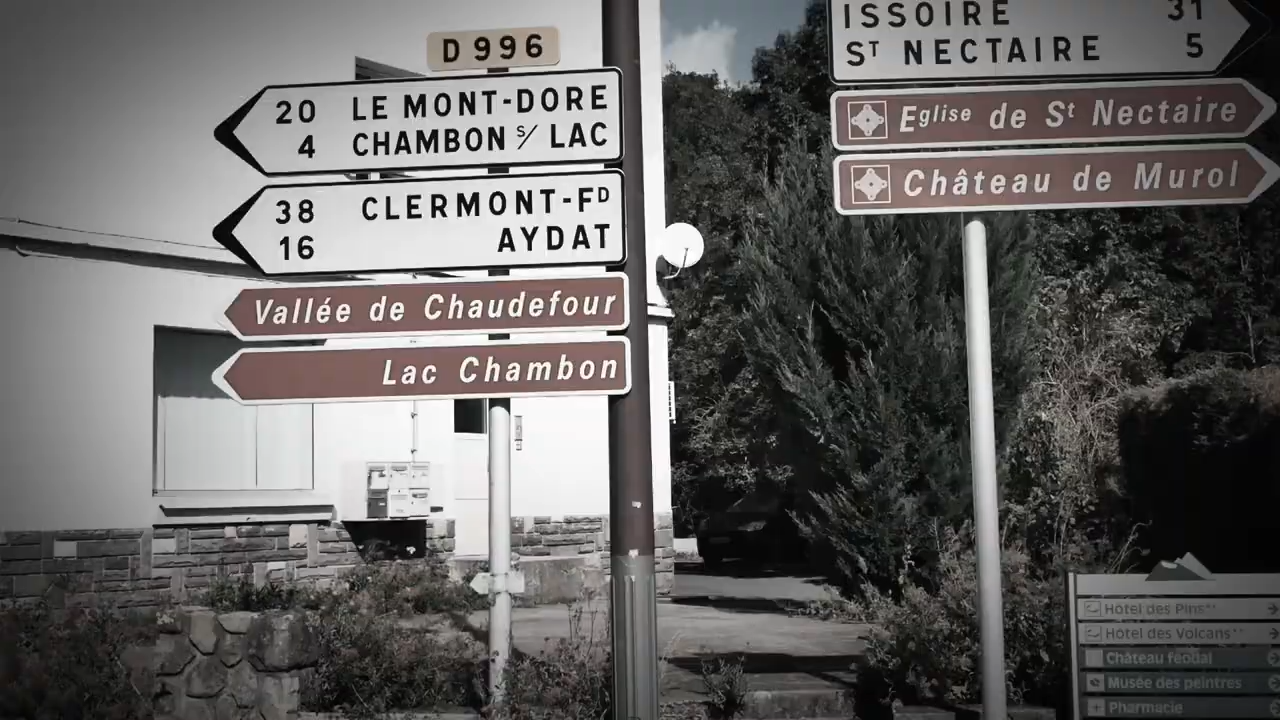 D 996
20 LE MONT-DORE
4 CHAMBON s/ LAC
38 CLERMONT-FD
16 AYDAT
Vallée de Chaudefour
Lac Chambon
ISSOIRE 31
ST NECTAIRE 5
Eglise de St Nectaire
Château de Murol
Hôtel des Pins**
Hôtel des Volcans**
Château féodal
Musée des peintres
Pharmacie